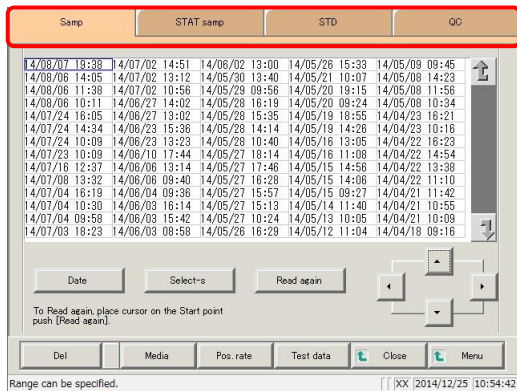 Samp STAT samp STD QC
14/08/07 19:38 14/07/02 14:51 14/06/02 13:00 14/05/26 15:33 14/05/09 09:45
14/08/06 14:05 14/07/02 13:12 14/05/30 13:40 14/05/21 10:07 14/05/08 14:23
14/08/06 11:38 14/07/02 10:56 14/05/29 09:56 14/05/20 19:15 14/05/08 11:56
14/08/06 10:11 14/06/27 14:02 14/05/28 16:19 14/05/20 09:24 14/05/08 10:34
14/07/24 16:05 14/06/27 13:02 14/05/28 15:35 14/05/19 18:55 14/04/23 16:21
14/07/24 14:34 14/06/23 15:36 14/05/28 14:14 14/05/19 14:26 14/04/23 10:16
14/07/24 10:09 14/06/23 13:23 14/05/28 10:40 14/05/16 13:05 14/04/22 16:23
14/07/23 10:09 14/06/10 17:44 14/05/27 18:14 14/05/16 11:08 14/04/22 14:54
14/07/16 12:37 14/06/06 13:14 14/05/27 17:46 14/05/15 14:56 14/04/22 13:38
14/07/08 13:32 14/06/06 09:40 14/05/27 16:28 14/05/15 14:06 14/04/22 11:10
14/07/04 16:19 14/06/04 09:36 14/05/27 15:57 14/05/15 09:27 14/04/21 11:42
14/07/04 10:30 14/06/03 16:14 14/05/27 15:13 14/05/14 11:40 14/04/21 10:55
14/07/04 09:58 14/06/03 15:42 14/05/27 10:24 14/05/13 10:05 14/04/21 10:09
14/07/03 18:23 14/06/03 08:58 14/05/26 16:29 14/05/12 11:04 14/04/18 09:16
Date Select-s Read again
To Read again, place cursor on the Start point
push [Read again].
Del Media Pos. rate Test data Close Menu
Range can be specified. XX 2014/12/25 10:54:42